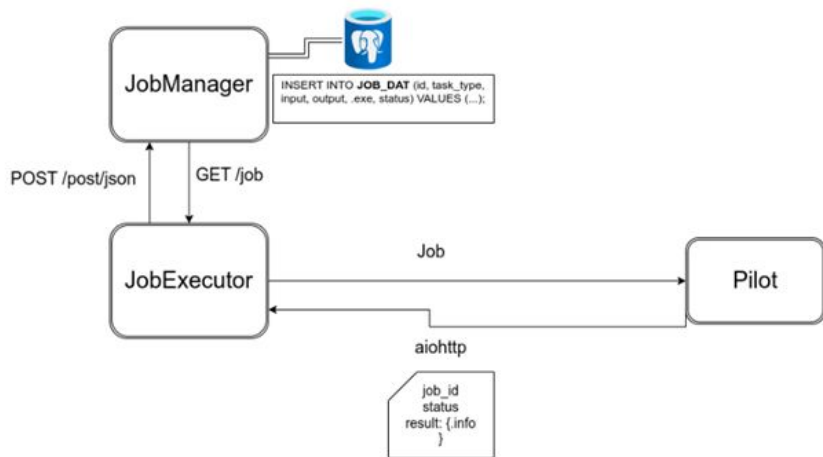 JobManager
INSERT INTO JOB_DAT (id, task_type,
input, output, .exe, status) VALUES (...);
POST /post/json
GET /job
JobExecutor
Job
Pilot
aiohttp
job_id
status
result: {.info
}